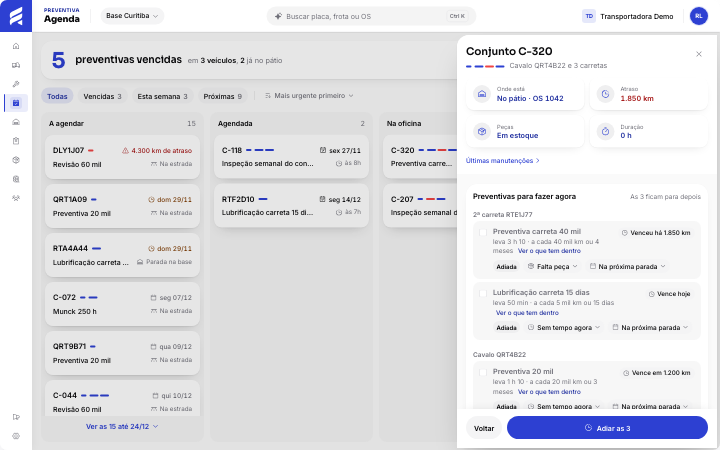 PREVENTIVA
Agenda
Base Curitiba
Buscar placa, frota ou OS
Ctrl K
TD
Transportadora Demo
RL
5 preventivas vencidas
em 3 veículos, 2 já no pátio
Todas
Vencidas 3
Esta semana 3
Próximas 9
Mais urgente primeiro
A agendar
15
DLY1J07
4.300 km de atraso
Revisão 60 mil
Na estrada
QRT1A09
dom 29/11
Preventiva 20 mil
Na estrada
RTA4A44
dom 29/11
Lubrificação carreta ...
Parada na base
C-072
seg 07/12
Munck 250 h
Na estrada
QRT9B71
qua 09/12
Preventiva 20 mil
Na estrada
C-044
qui 10/12
Revisão 60 mil
Na estrada
Ver as 15 até 24/12
Agendada
2
C-118
sex 27/11
Inspeção semanal do con...
às 8h
RTF2D10
seg 14/12
Lubrificação carreta 15 di...
às 7h
Na oficina
C-320
Preventiva carre...
C-207
Inspeção semanal d
Conjunto C-320
Cavalo QRT4B22 e 3 carretas
Onde está
No pátio · OS 1042
Atraso
1.850 km
Peças
Em estoque
Duração
0 h
Últimas manutenções
Preventivas para fazer agora
As 3 ficam para depois
2ª carreta RTE1J77
Preventiva carreta 40 mil
Venceu há 1.850 km
leva 3 h 10 · a cada 40 mil km ou 4
meses Ver o que tem dentro
Adiada
Falta peça
Na próxima parada
Lubrificação carreta 15 dias
Vence hoje
leva 50 min · a cada 5 mil km ou 15 dias
Ver o que tem dentro
Adiada
Sem tempo agora
Na próxima parada
Cavalo QRT4B22
Preventiva 20 mil
Vence em 1.200 km
leva 1 h 10 · a cada 20 mil km ou 3
meses Ver o que tem dentro
Adiada
Sem tempo agora
Na próxima parada
Voltar
Adiar as 3